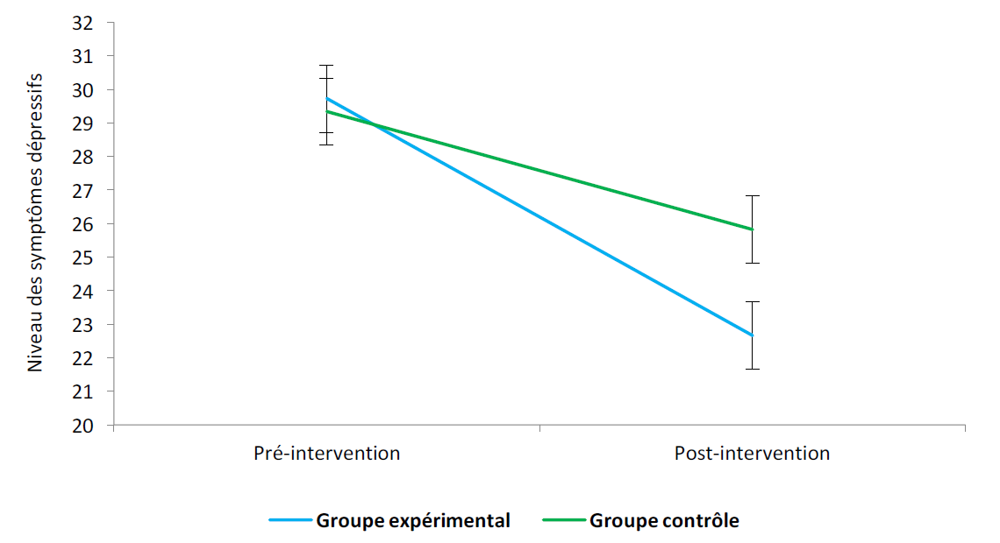 Niveau des symptômes dépressifs
32
31
30
29
28
27
26
25
24
23
22
21
20
Pré-intervention
Post-intervention
Groupe expérimental
Groupe contrôle